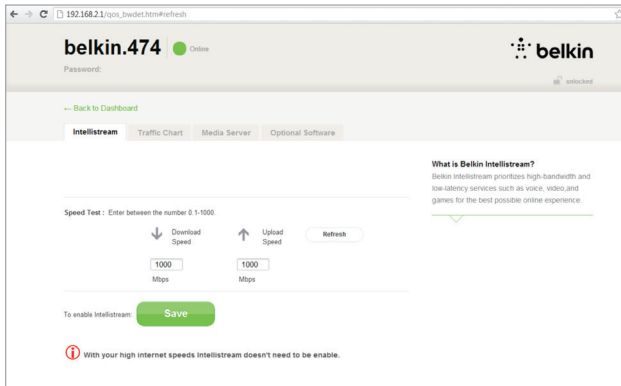 192.168.2.1/qos_bwdet.htm#refresh
belkin.474
Online
belkin
Password:
unlocked
← Back to Dashboard
Intellistream Traffic Chart Media Server Optional Software
What is Belkin Intellistream?
Belkin Intellistream prioritizes high-bandwidth and
low-latency services such as voice, video,and
games for the best possible online experience.
Speed Test : Enter between the number 0.1-1000.
Download
Speed
Upload
Speed
Refresh
1000 1000
Mbps Mbps
To enable Intellistream: Save
With your high internet speeds Intellistream doesn't need to be enable.